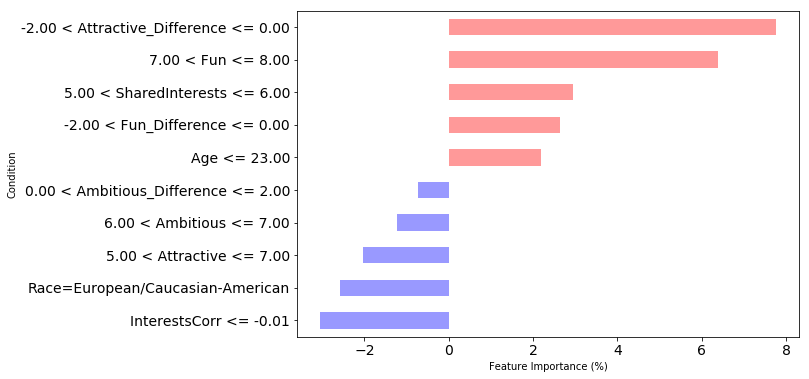 -2.00 < Attractive_Difference <= 0.00
7.00 < Fun <= 8.00
5.00 < SharedInterests <= 6.00
-2.00 < Fun_Difference <= 0.00
Age <= 23.00
0.00 < Ambitious_Difference <= 2.00
6.00 < Ambitious <= 7.00
5.00 < Attractive <= 7.00
Race=European/Caucasian-American
InterestsCorr <= -0.01
Condition
−2 0 2 4 6 8
Feature Importance (%)